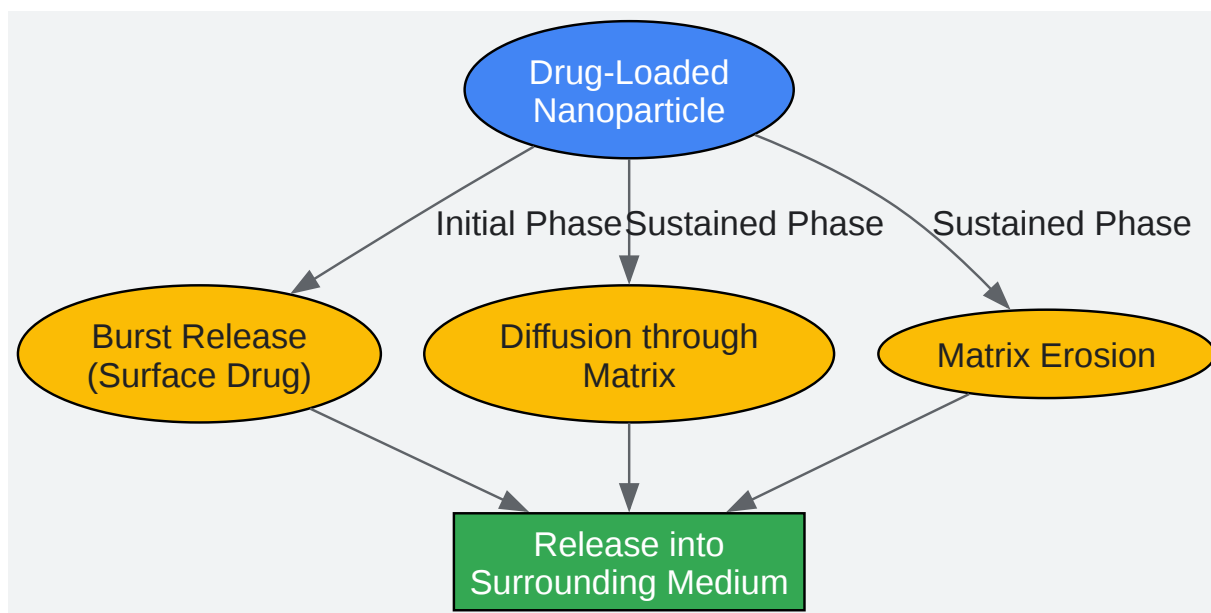 Drug-Loaded
Nanoparticle
Initial Phase
Sustained Phase
Sustained Phase
Burst Release
(Surface Drug)
Diffusion through
Matrix
Matrix Erosion
Release into
Surrounding Medium